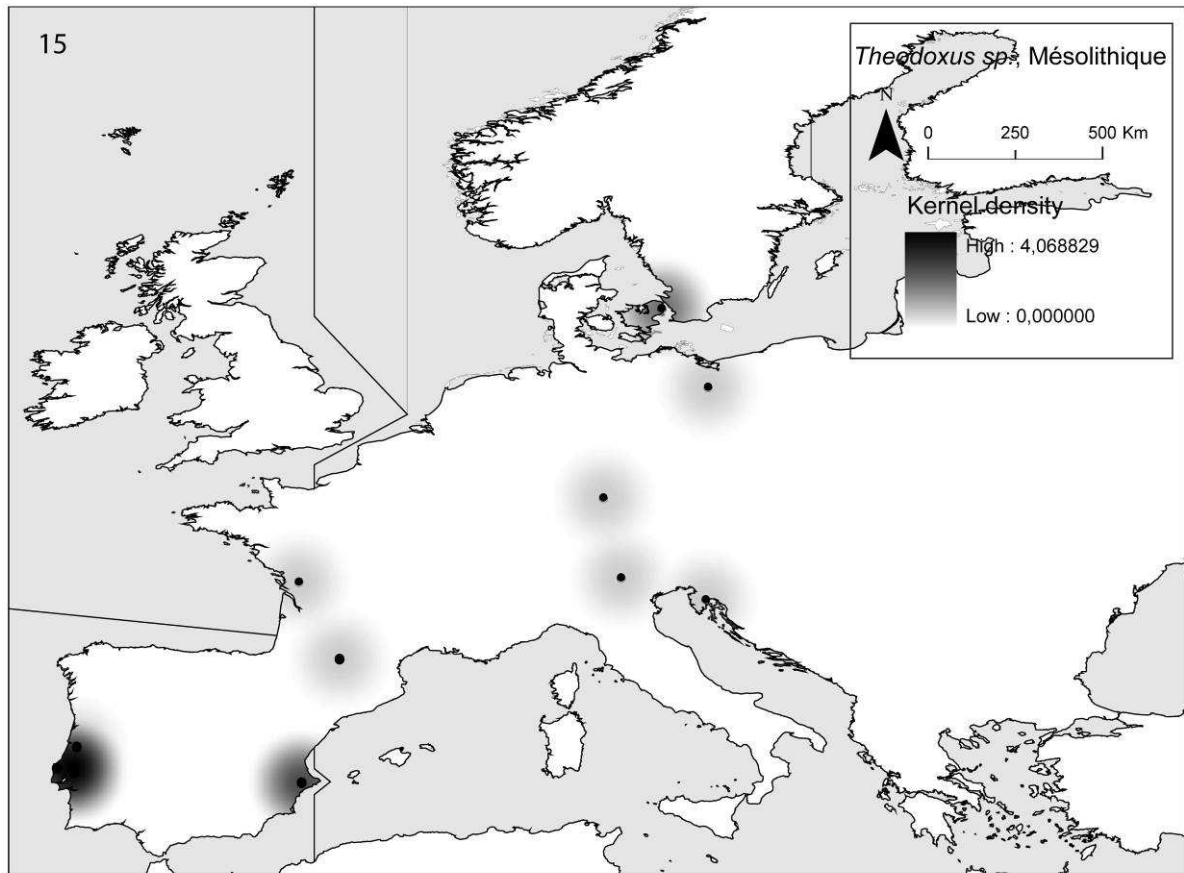 15
Theodoxus sp., Mésolithique
N
0 250 500 Km
Kernel density
High : 4,068829
Low : 0,000000